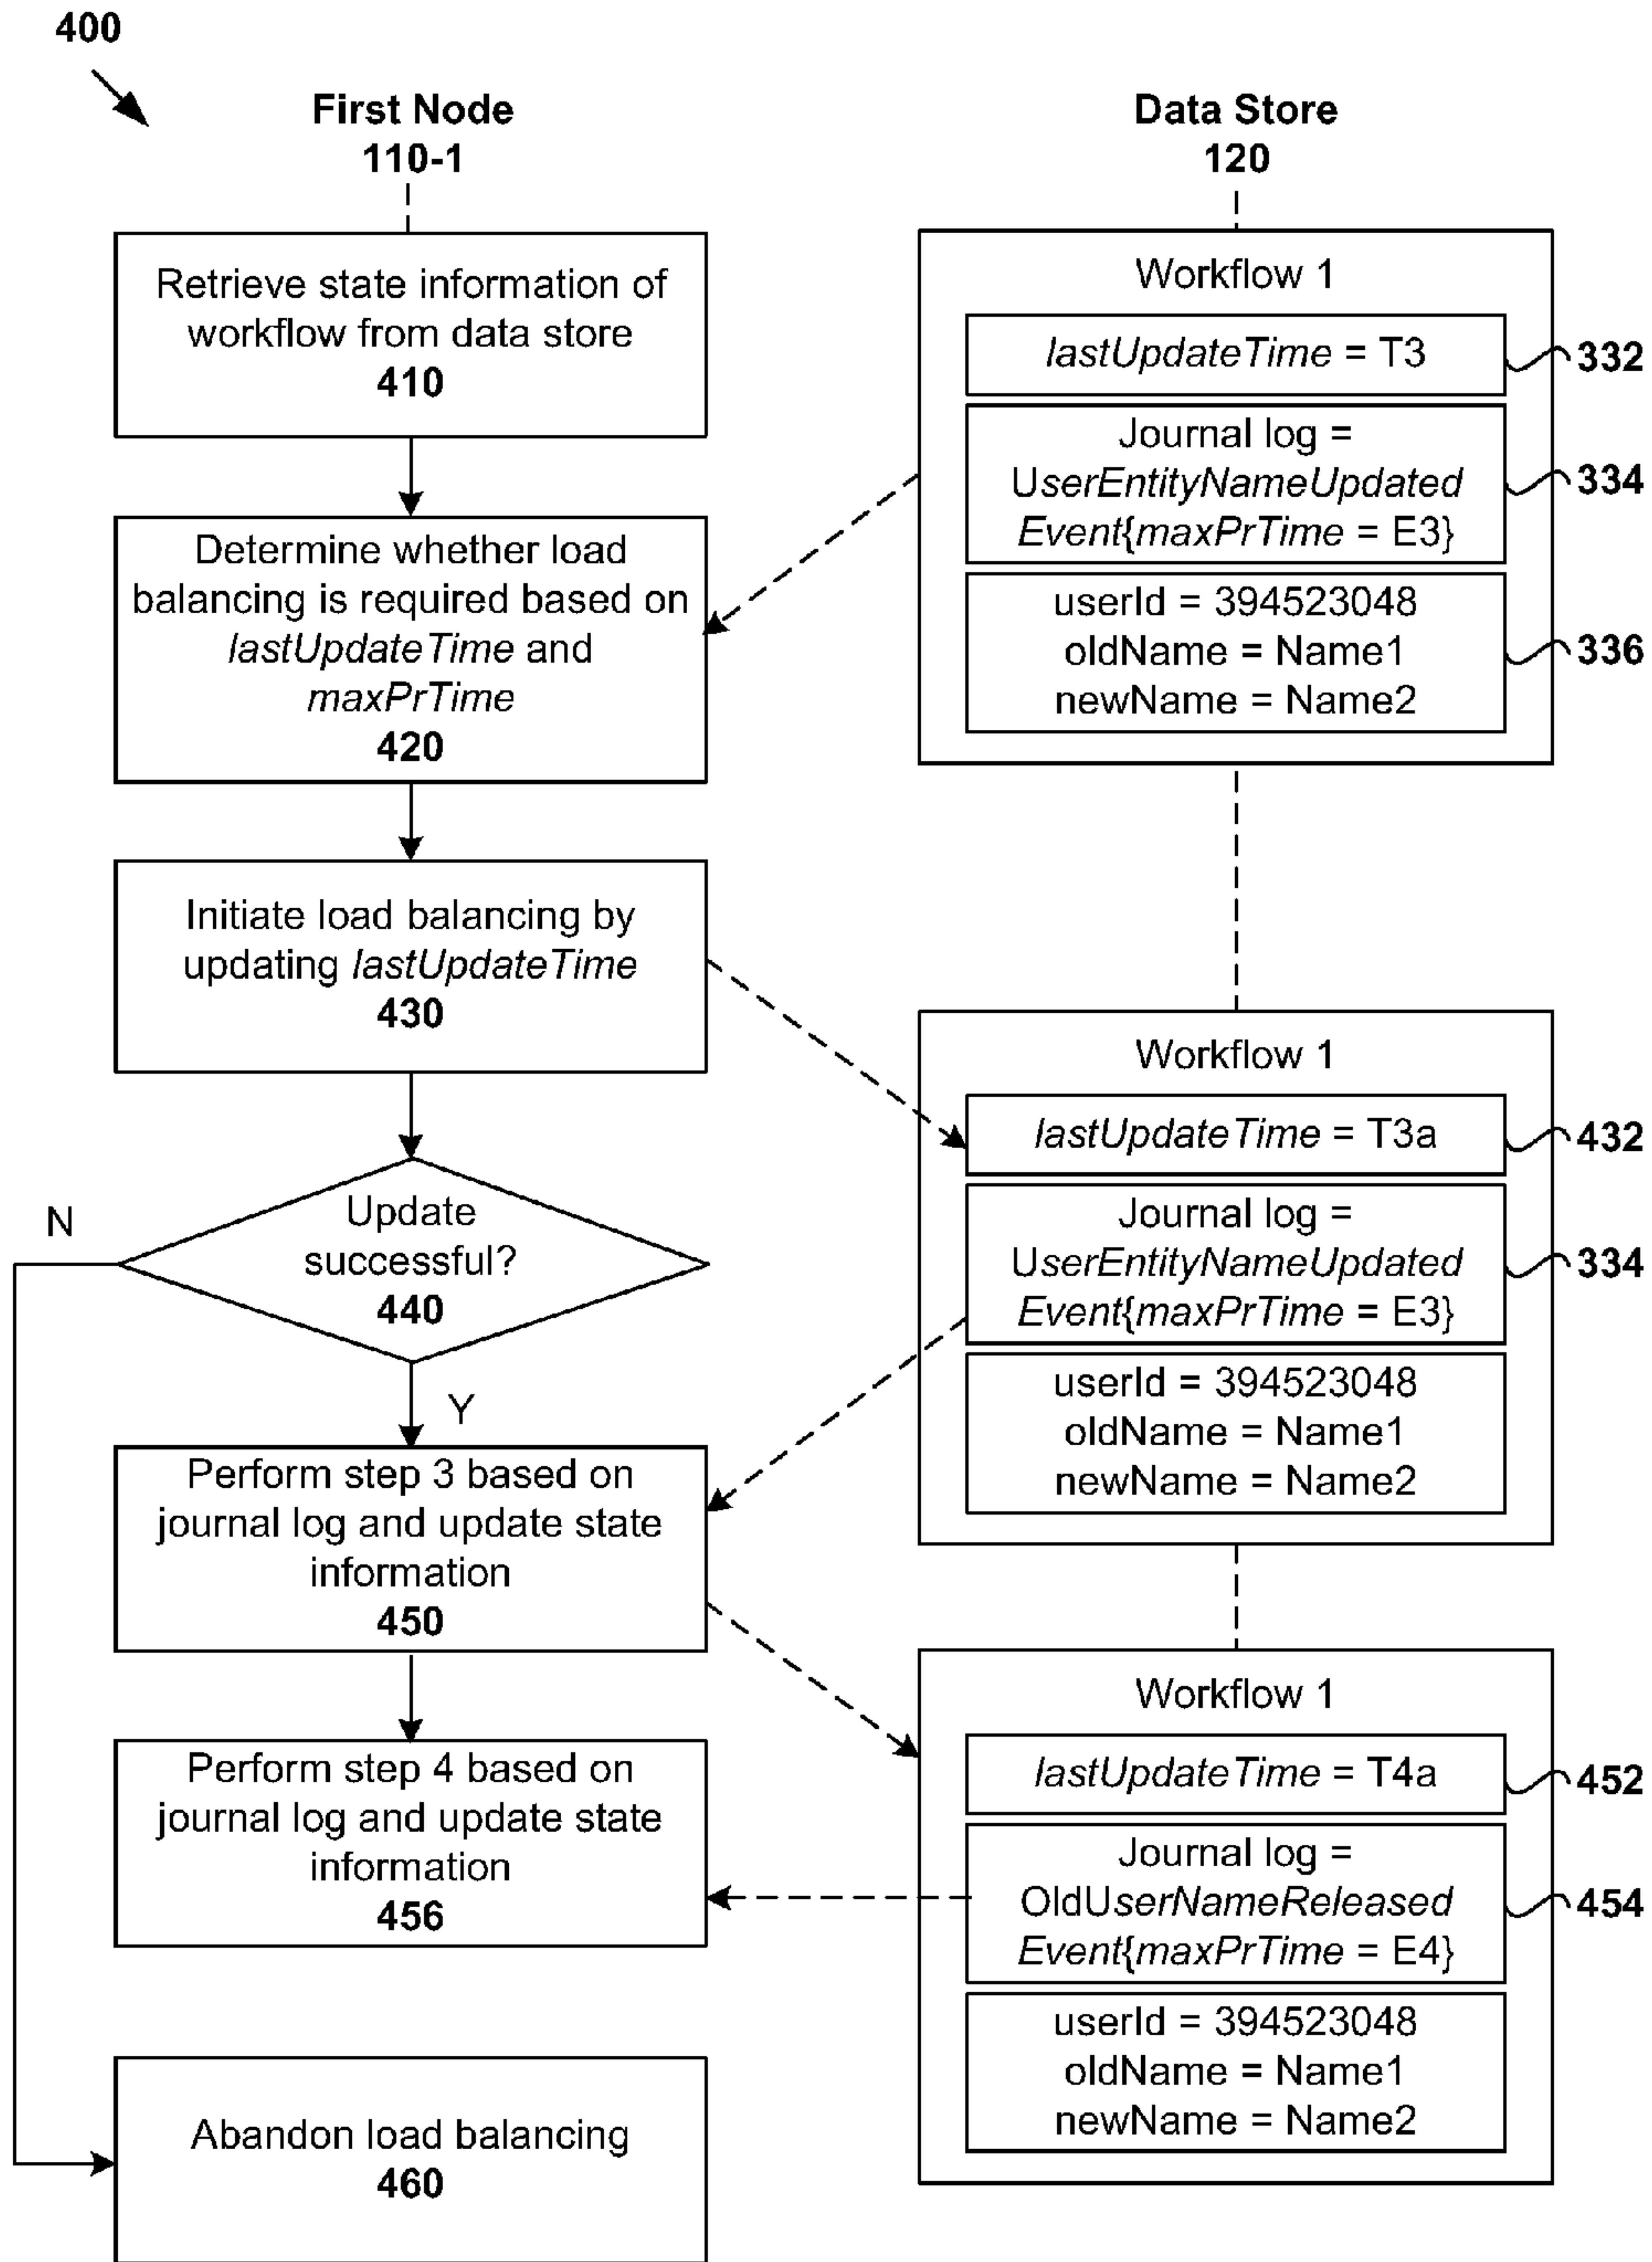 400
First Node
110-1
Data Store
120
Retrieve state information of
workflow from data store
410
Determine whether load
balancing is required based on
lastUpdateTime and
maxPrTime
420
Initiate load balancing by
updating lastUpdateTime
430
Update
successful?
440
N
Y
Perform step 3 based on
journal log and update state
information
450
Perform step 4 based on
journal log and update state
information
456
Abandon load balancing
460
Workflow 1
lastUpdateTime = T3
332
Journal log =
UserEntityNameUpdated
Event{maxPrTime = E3}
334
userId = 394523048
oldName = Name1
newName = Name2
336
Workflow 1
lastUpdateTime = T3a
432
Journal log =
UserEntityNameUpdated
Event{maxPrTime = E3}
334
userId = 394523048
oldName = Name1
newName = Name2
Workflow 1
lastUpdateTime = T4a
452
Journal log =
OldUserNameReleased
Event{maxPrTime = E4}
454
userId = 394523048
oldName = Name1
newName = Name2